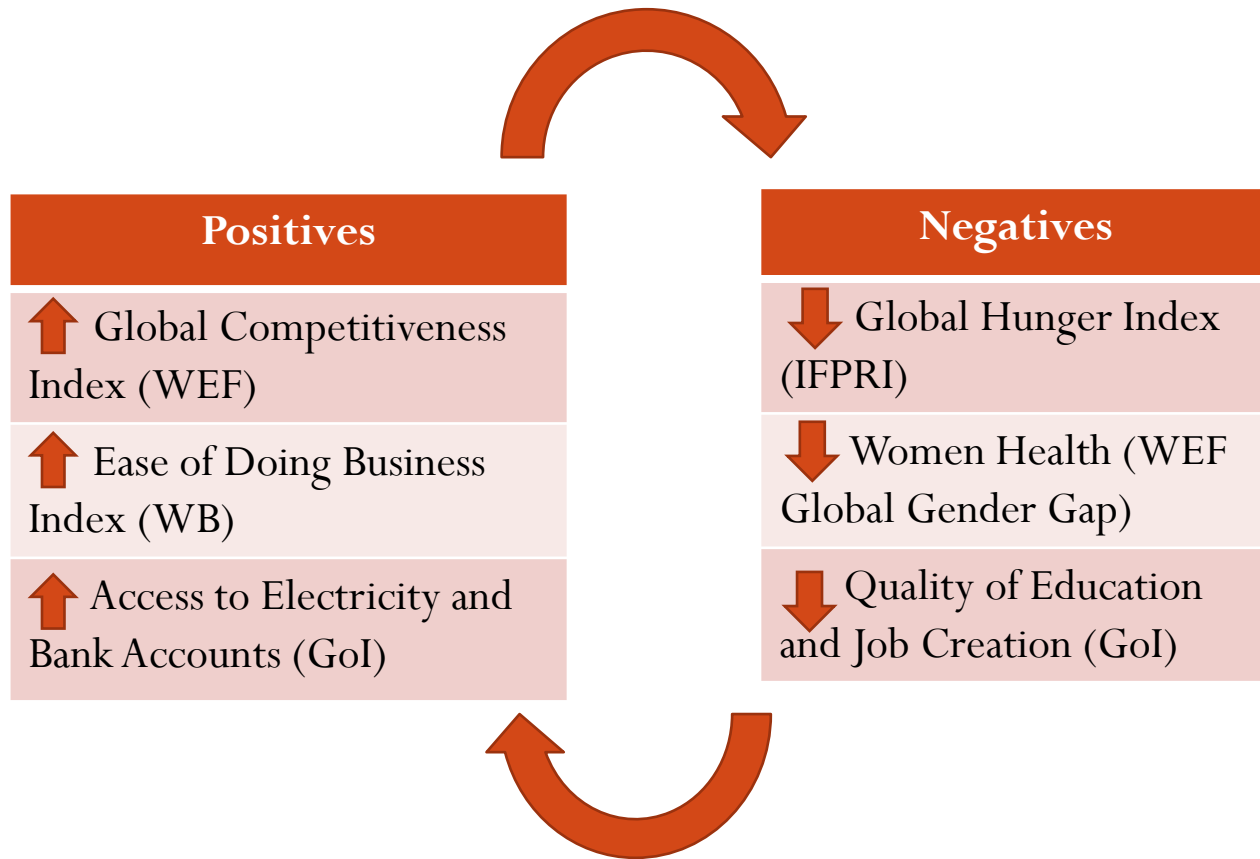 Positives
Global Competitiveness
Index (WEF)
Ease of Doing Business
Index (WB)
Access to Electricity and
Bank Accounts (GoI)
Negatives
Global Hunger Index
(IFPRI)
Women Health (WEF
Global Gender Gap)
Quality of Education
and Job Creation (GoI)